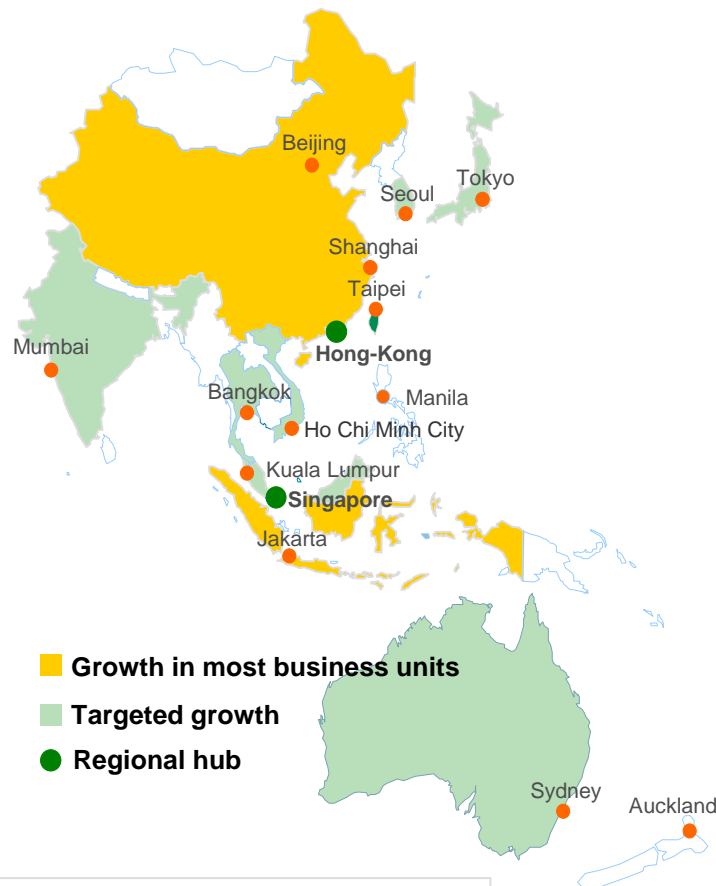 Beijing
Seoul
Tokyo
Shanghai
Taipei
Mumbai
Hong-Kong
Bangkok
Manila
Ho Chi Minh City
Kuala Lumpur
Singapore
Jakarta
Growth in most business units
Targeted growth
Regional hub
Sydney
Auckland